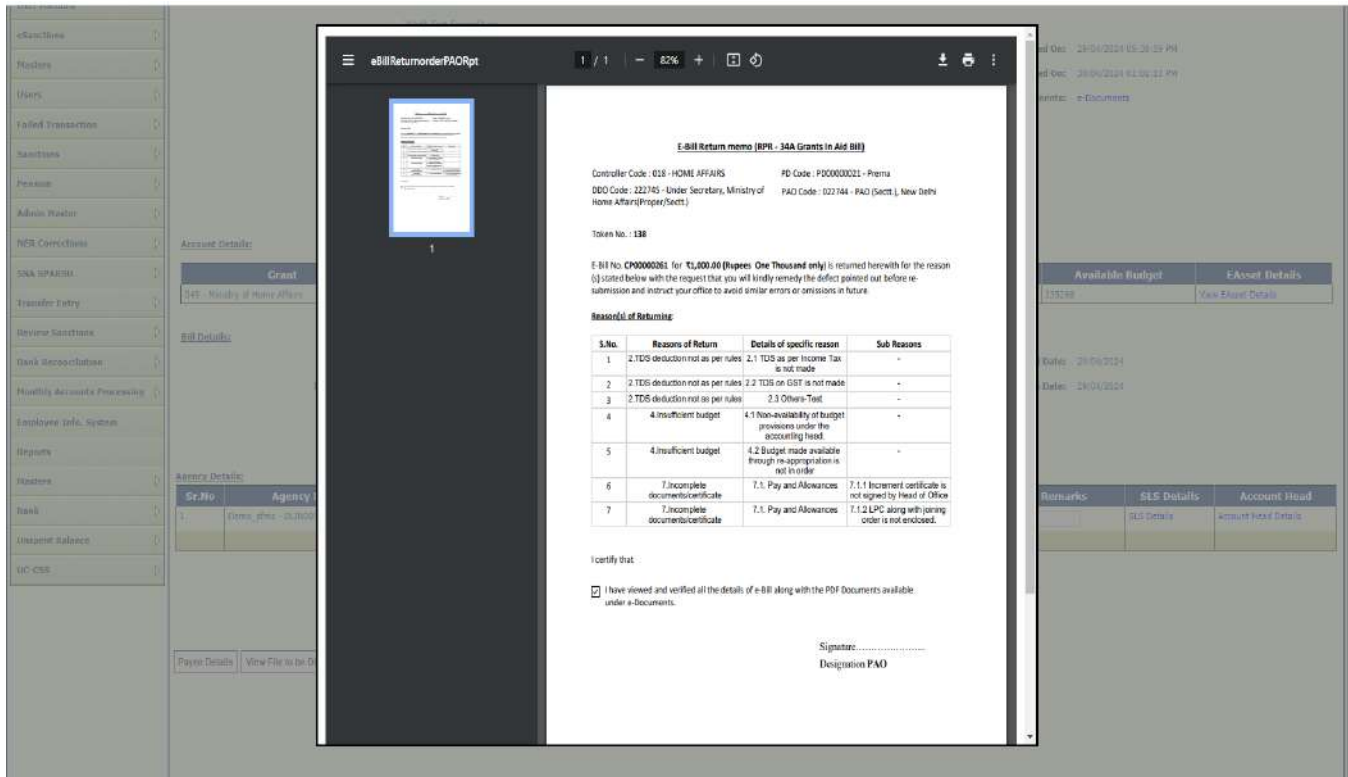 eSanctions
Masters
Users
Failed Transaction
Sanctions
Pension
Admin Master
NER Corrections
SNA SPARSH
Transfer Entry
Review Sanctions
Bank Reconciliation
Monthly Accounts Processing
Employee Info. System
Reports
Masters
Bank
Unspent Balance
UC-CSS
e-Documents
Account Details:
Grant
Available Budget
EAsset Details
049 - Ministry of Home Affairs
View EAsset Details
Bill Details:
Agency Details:
Sr.No
Agency
Remarks
SLS Details
Account Head
1
SLS Details
Account Head Details
Payee Details
View File to be
eBillReturnorderPAORpt
1 / 1
82%
1
E-Bill Return memo (RPR - 34A Grants In Aid Bill)
Controller Code : 018 - HOME AFFAIRS
PD Code : PD00000021 - Prema
DDO Code : 222745 - Under Secretary, Ministry of
Home Affairs(Proper/Sectt.)
PAO Code : 022744 - PAO (Sectt.), New Delhi
Token No. : 138
E-Bill No. CP00000261 for ₹1,000.00 (Rupees One Thousand only) is returned herewith for the reason
(s) stated below with the request that you will kindly remedy the defect pointed out before re-
submission and instruct your office to avoid similar errors or omissions in future.
Reason(s) of Returning:
S.No. Reasons of Return Details of specific reason Sub Reasons
1 2.TDS deduction not as per rules 2.1 TDS as per Income Tax
is not made -
2 2.TDS deduction not as per rules 2.2 TDS on GST is not made -
3 2.TDS deduction not as per rules 2.3 Others-Test -
4 4.Insufficient budget 4.1 Non-availability of budget
provisions under the
accounting head. -
5 4.Insufficient budget 4.2 Budget made available
through re-appropriation is
not in order -
6 7.Incomplete
documents/certificate 7.1. Pay and Allowances 7.1.1 Increment certificate is
not signed by Head of Office
7 7.Incomplete
documents/certificate 7.1. Pay and Allowances 7.1.2 LPC along with joining
order is not enclosed.
I certify that
I have viewed and verified all the details of e-Bill along with the PDF Documents available
under e-Documents.
Signature........................
Designation PAO